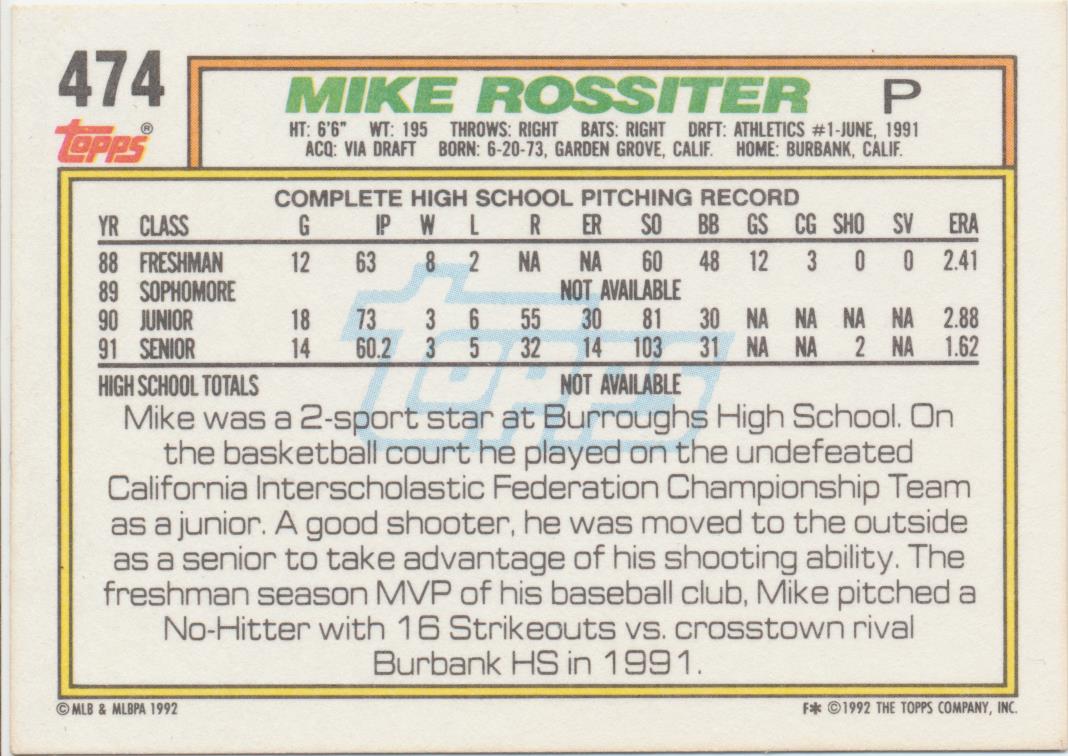 474
MIKE ROSSITER P
topps®
HT: 6'6" WT: 195 THROWS: RIGHT BATS: RIGHT DRFT: ATHLETICS #1-JUNE, 1991
ACQ: VIA DRAFT BORN: 6-20-73, GARDEN GROVE, CALIF. HOME: BURBANK, CALIF.
COMPLETE HIGH SCHOOL PITCHING RECORD
YR CLASS G IP W L R ER SO BB GS CG SHO SV ERA
88 FRESHMAN 12 63 8 2 NA NA 60 48 12 3 0 0 2.41
89 SOPHOMORE NOT AVAILABLE
90 JUNIOR 18 73 3 6 55 30 81 30 NA NA NA NA 2.88
91 SENIOR 14 60.2 3 5 32 14 103 31 NA NA 2 NA 1.62
HIGH SCHOOL TOTALS NOT AVAILABLE
topps
Mike was a 2-sport star at Burroughs High School. On
the basketball court he played on the undefeated
California Interscholastic Federation Championship Team
as a junior. A good shooter, he was moved to the outside
as a senior to take advantage of his shooting ability. The
freshman season MVP of his baseball club, Mike pitched a
No-Hitter with 16 Strikeouts vs. crosstown rival
Burbank HS in 1991.
© MLB & MLBPA 1992 F✻ © 1992 THE TOPPS COMPANY, INC.